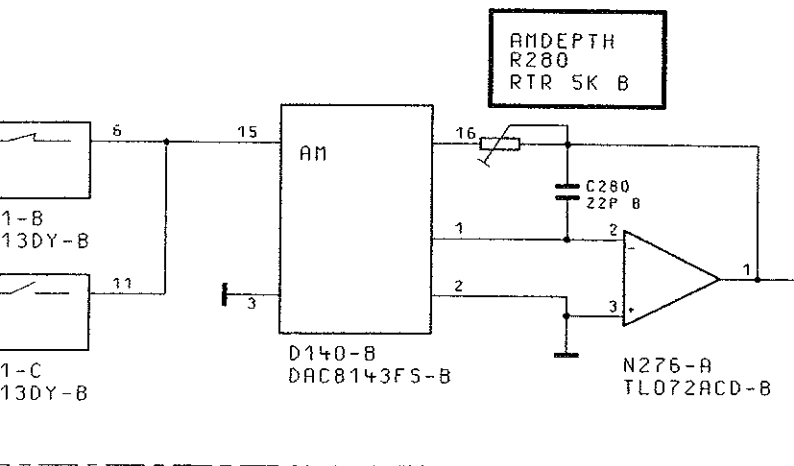 AMDEPTH
R280
RTR 5K B
6
15
16
AM
C280
22P B
1-B
13DY-B
1
2
-
1
11
3
2
3
+
1-C
13DY-B
D140-B
DAC8143FS-B
N276-A
TL072ACD-B